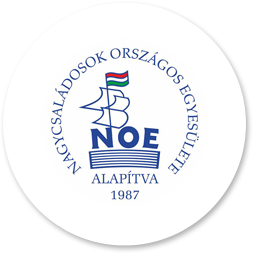 NAGYCSALÁDOSOK ORSZÁGOS EGYESÜLETE
NOE
ALAPÍTVA
1987